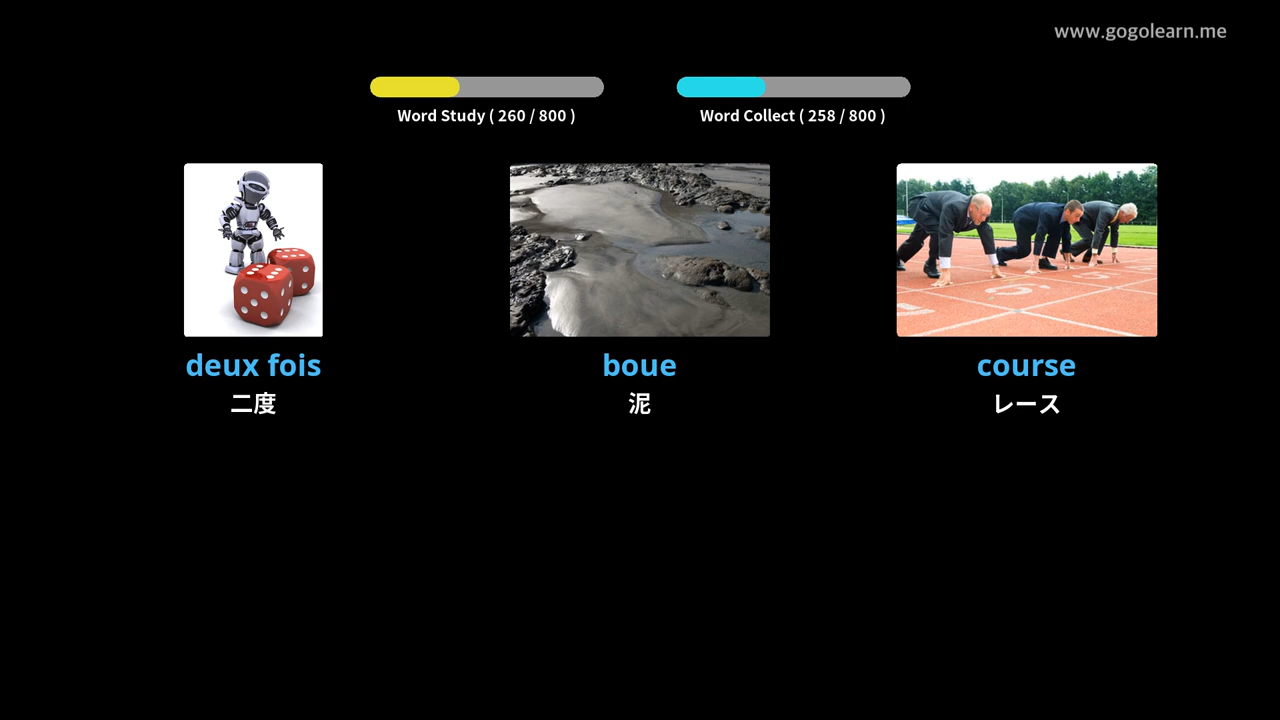 www.gogolearn.me
Word Study ( 260 / 800 )
Word Collect ( 258 / 800 )
deux fois
二度
boue
泥
course
レース